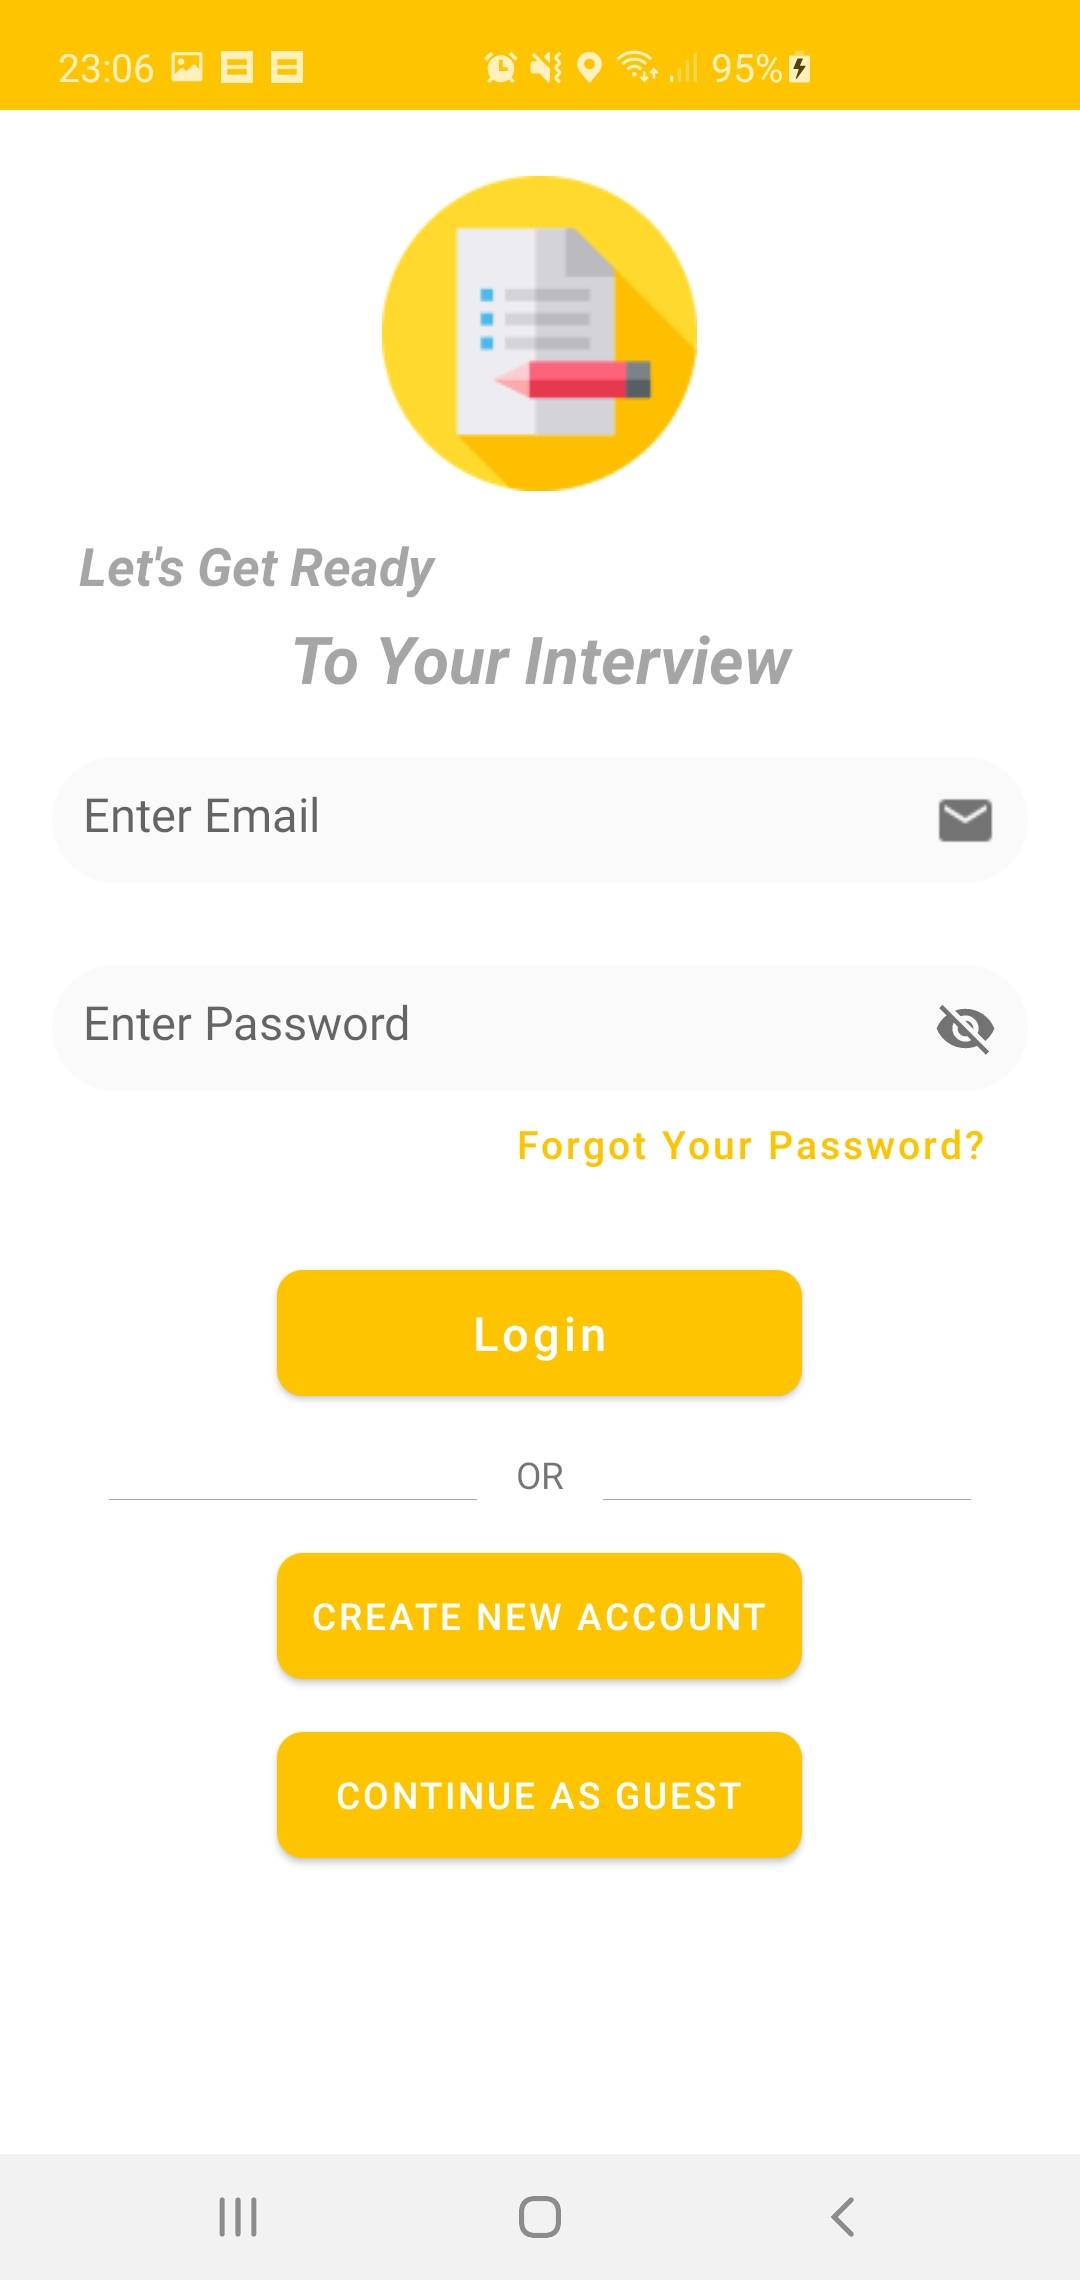 23:06 95%
Let's Get Ready
To Your Interview
Enter Email
Enter Password
Forgot Your Password?
Login
OR
CREATE NEW ACCOUNT
CONTINUE AS GUEST